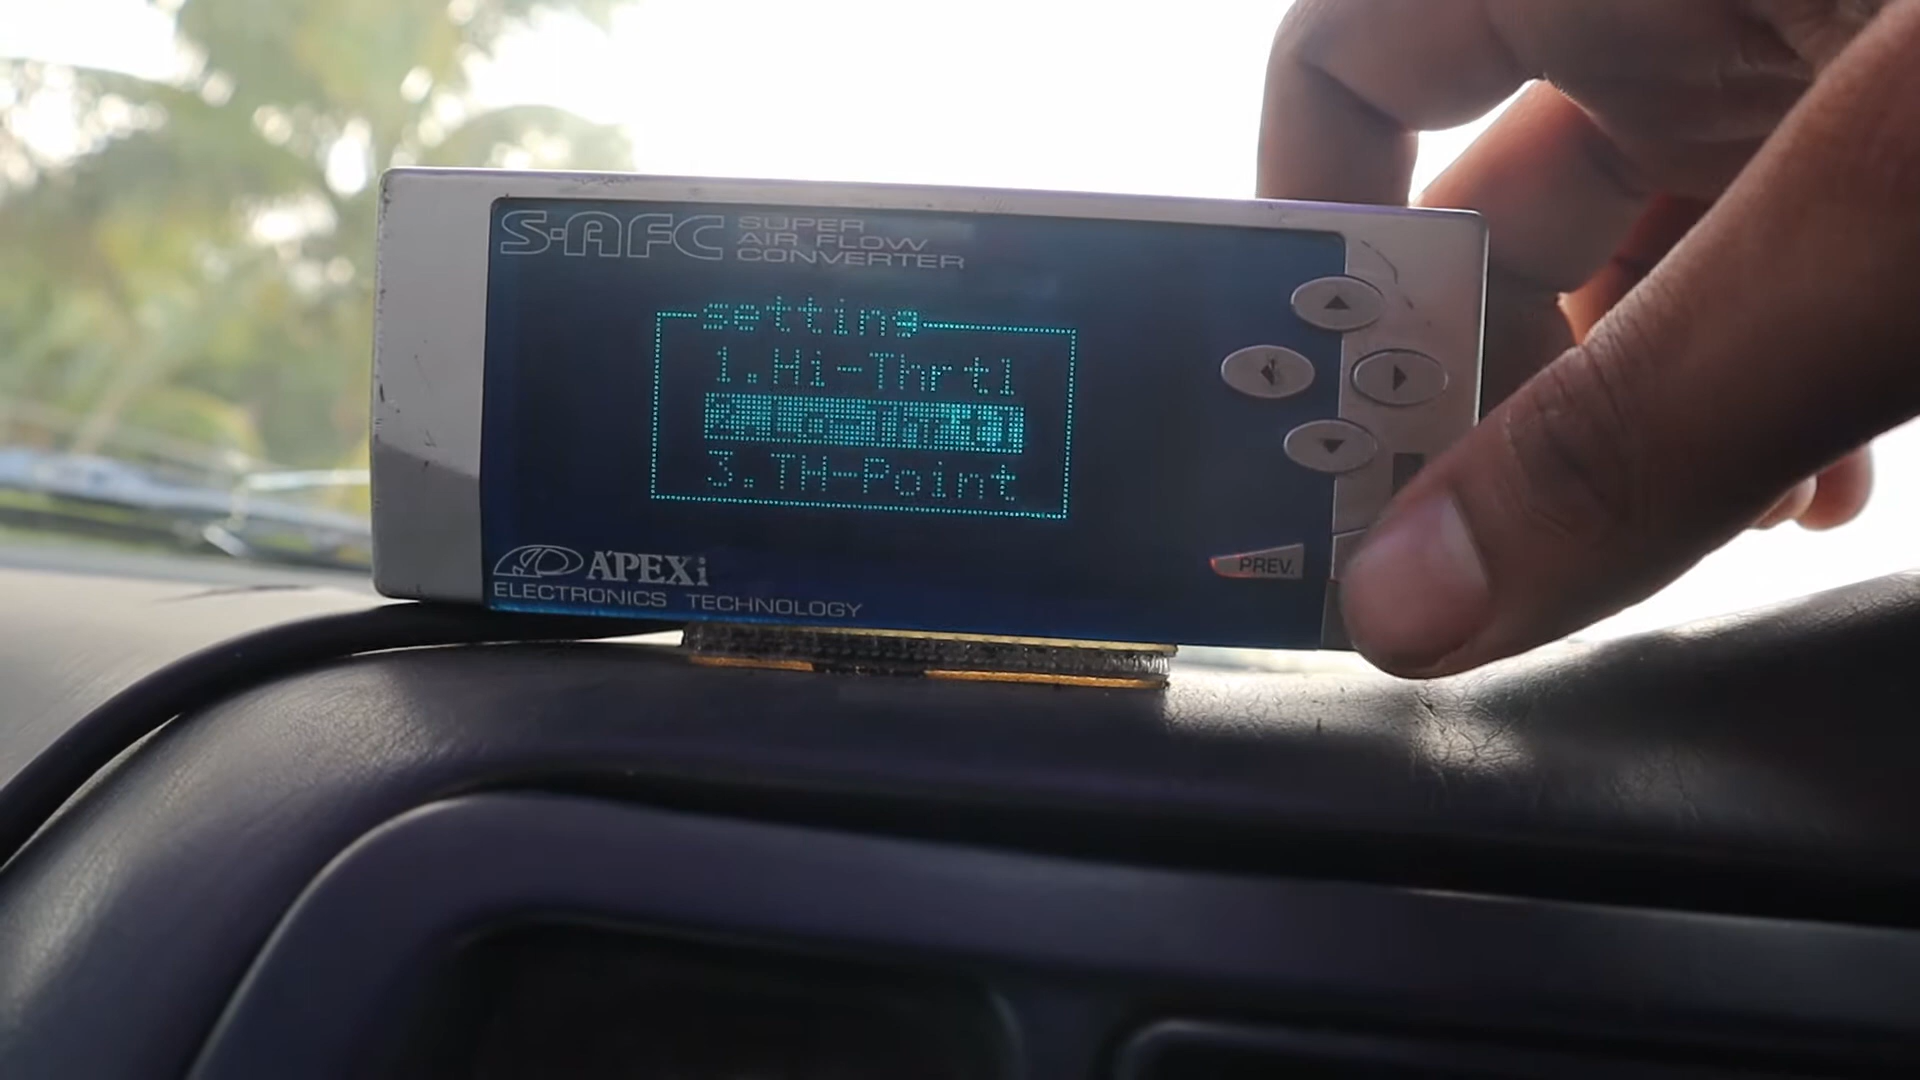 S-AFC SUPER
AIR FLOW
CONVERTER
setting
1.Hi-Thrtl
3.TH-Point
PREV.
A'PEXi
ELECTRONICS TECHNOLOGY